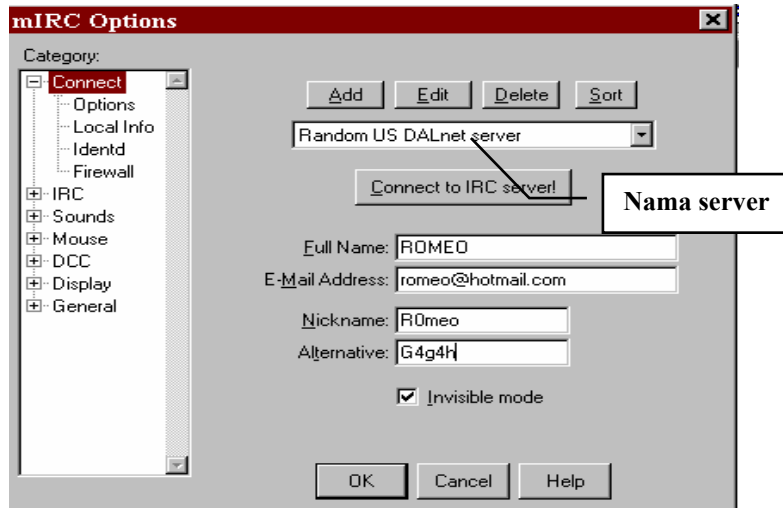 mIRC Options
Category:
Connect
Options
Local Info
Identd
Firewall
IRC
Sounds
Mouse
DCC
Display
General
Add Edit Delete Sort
Random US DALnet server
Connect to IRC server!
Nama server
Full Name: ROMEO
E-Mail Address: romeo@hotmail.com
Nickname: R0meo
Alternative: G4g4h
Invisible mode
OK Cancel Help